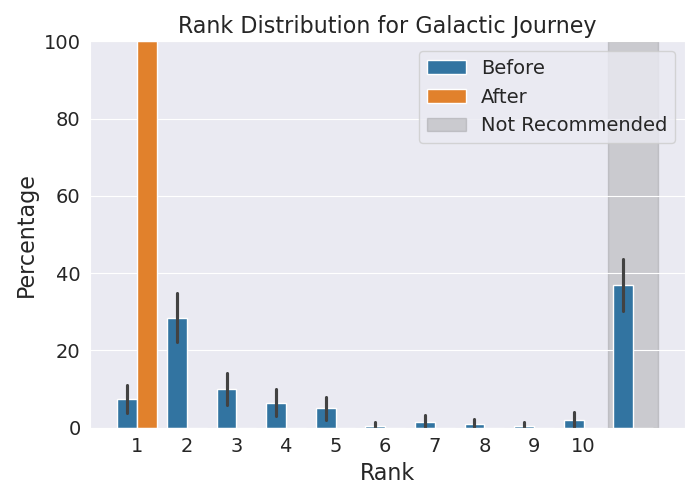 Rank Distribution for Galactic Journey
Before
After
Not Recommended
Percentage
100
80
60
40
20
0
1 2 3 4 5 6 7 8 9 10
Rank